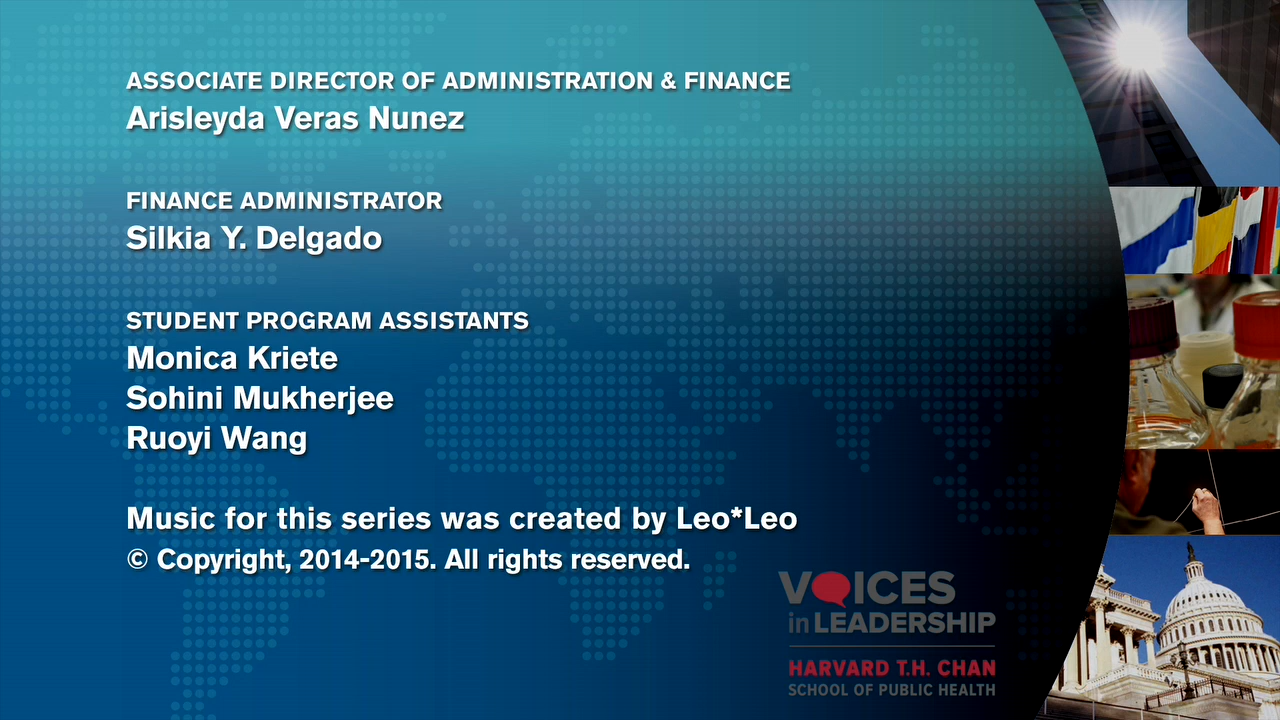 ASSOCIATE DIRECTOR OF ADMINISTRATION & FINANCE
Arisleyda Veras Nunez
FINANCE ADMINISTRATOR
Silkia Y. Delgado
STUDENT PROGRAM ASSISTANTS
Monica Kriete
Sohini Mukherjee
Ruoyi Wang
Music for this series was created by Leo*Leo
© Copyright, 2014-2015. All rights reserved.
VOICES
in LEADERSHIP
HARVARD T.H. CHAN
SCHOOL OF PUBLIC HEALTH